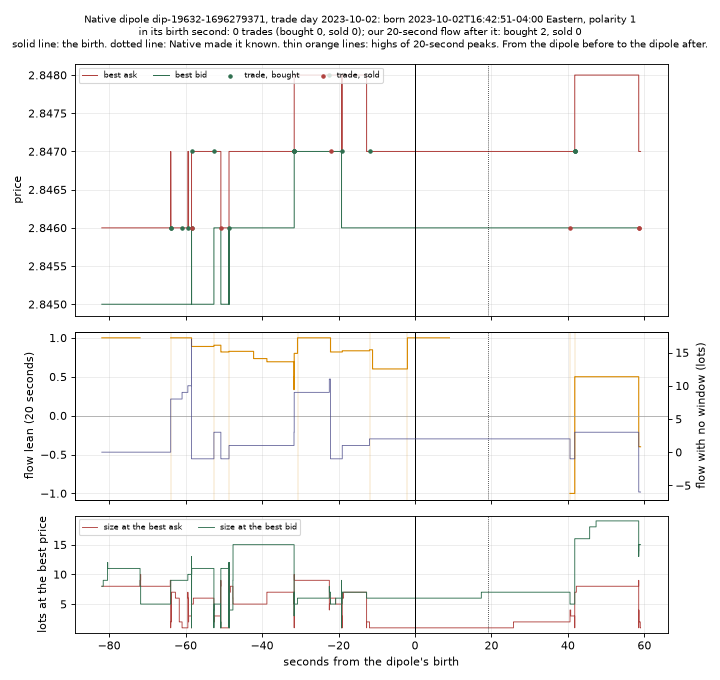 Native dipole dip-19632-1696279371, trade day 2023-10-02: born 2023-10-02T16:42:51-04:00 Eastern, polarity 1
in its birth second: 0 trades (bought 0, sold 0); our 20-second flow after it: bought 2, sold 0
solid line: the birth. dotted line: Native made it known. thin orange lines: highs of 20-second peaks. From the dipole before to the dipole after.
best ask
best bid
trade, bought
trade, sold
2.8480
2.8475
2.8470
2.8465
2.8460
2.8455
2.8450
price
1.0
0.5
0.0
−0.5
−1.0
flow lean (20 seconds)
15
10
5
0
−5
flow with no window (lots)
size at the best ask
size at the best bid
15
10
5
lots at the best price
−80
−60
−40
−20
0
20
40
60
seconds from the dipole's birth